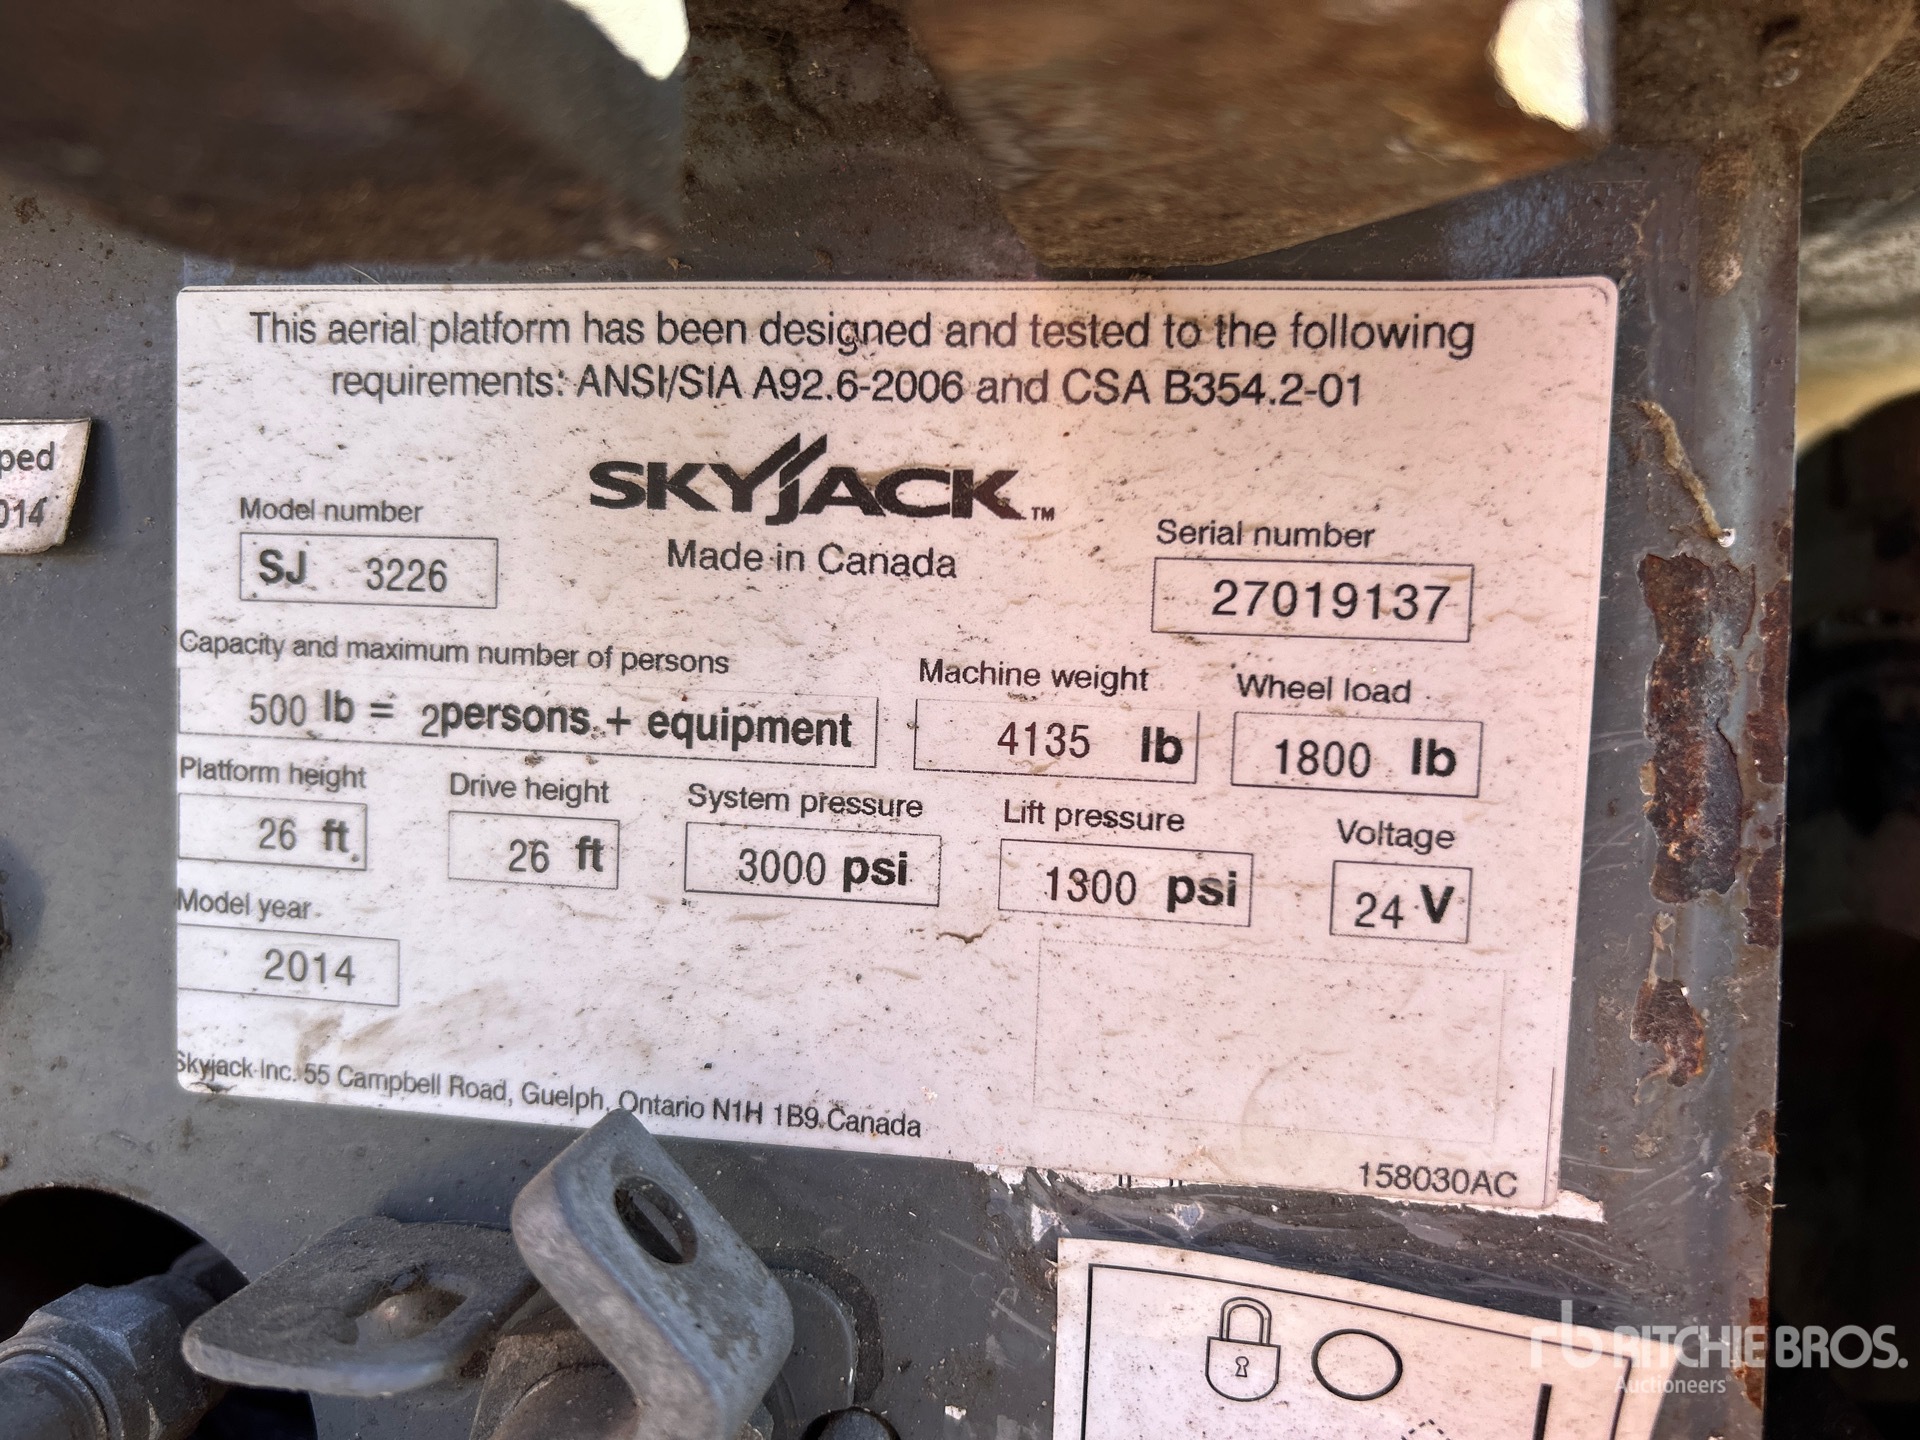 This aerial platform has been designed and tested to the following
requirements: ANSI/SIA A92.6-2006 and CSA B354.2-01
ped
014
SKYJACK™
Made in Canada
Model number
SJ 3226
Serial number
27019137
Capacity and maximum number of persons
500 lb = 2persons + equipment
Machine weight
4135 lb
Wheel load
1800 lb
Platform height
26 ft
Drive height
26 ft
System pressure
3000 psi
Lift pressure
1300 psi
Voltage
24 V
Model year
2014
Skyjack Inc. 55 Campbell Road, Guelph, Ontario N1H 1B9 Canada
158030AC
rb RITCHIE BROS.
Auctioneers